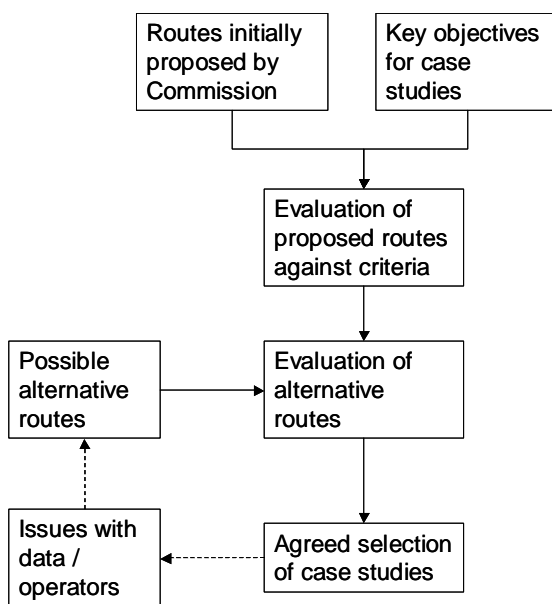 Routes initially
proposed by
Commission
Key objectives
for case
studies
Evaluation of
proposed routes
against criteria
Possible
alternative
routes
Evaluation of
alternative
routes
Issues with
data /
operators
Agreed selection
of case studies